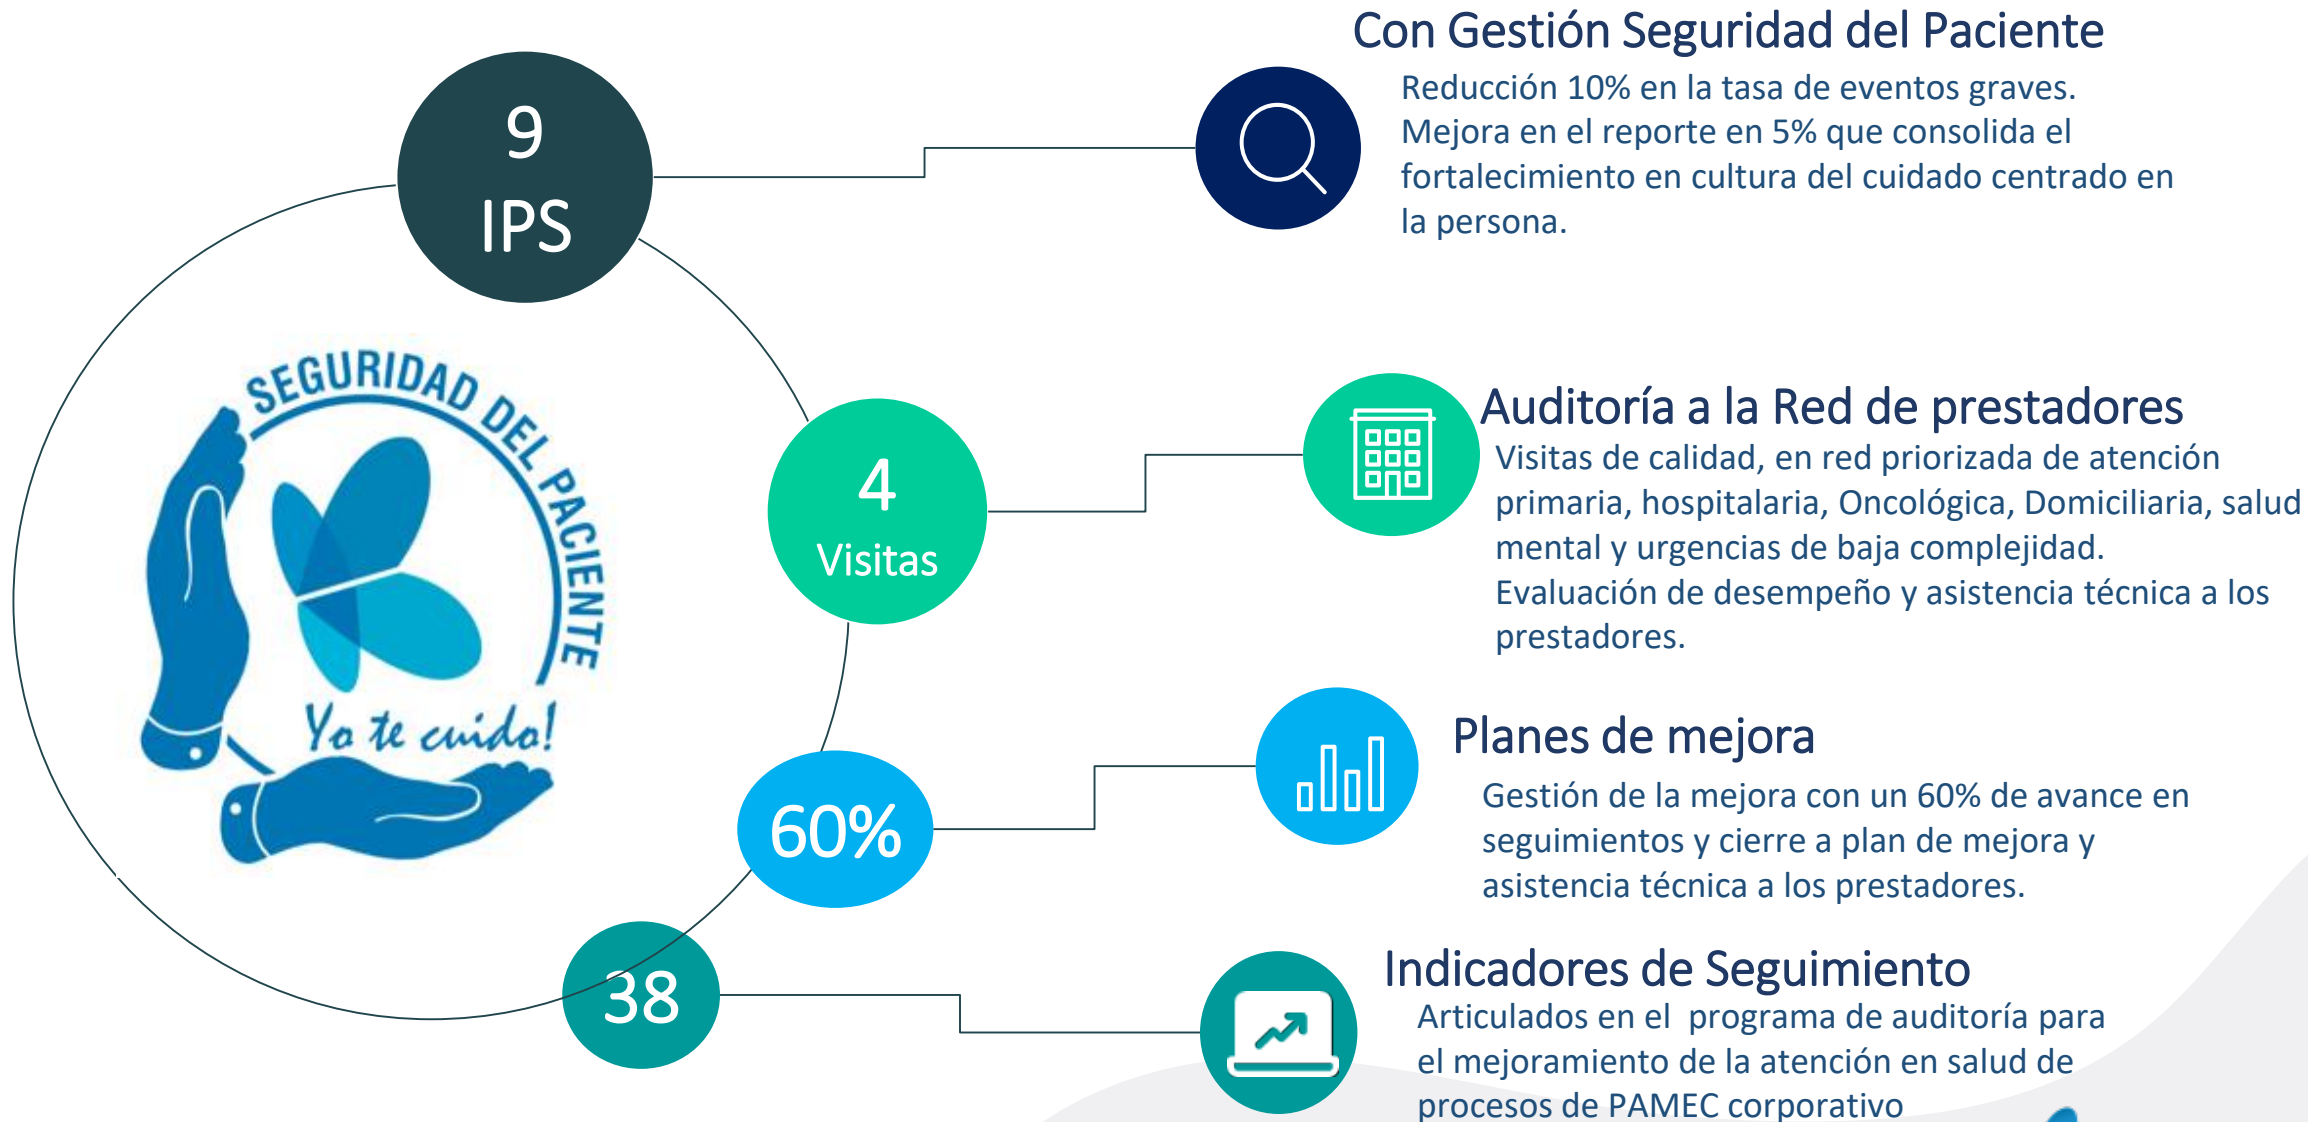 9
IPS
Con Gestión Seguridad del Paciente
Reducción 10% en la tasa de eventos graves.
Mejora en el reporte en 5% que consolida el
fortalecimiento en cultura del cuidado centrado en
la persona.
SEGURIDAD DEL PACIENTE
Yo te cuido!
4
Visitas
Auditoría a la Red de prestadores
Visitas de calidad, en red priorizada de atención
primaria, hospitalaria, Oncológica, Domiciliaria, salud
mental y urgencias de baja complejidad.
Evaluación de desempeño y asistencia técnica a los
prestadores.
60%
Planes de mejora
Gestión de la mejora con un 60% de avance en
seguimientos y cierre a plan de mejora y
asistencia técnica a los prestadores.
38
Indicadores de Seguimiento
Articulados en el  programa de auditoría para
el mejoramiento de la atención en salud de
procesos de PAMEC corporativo